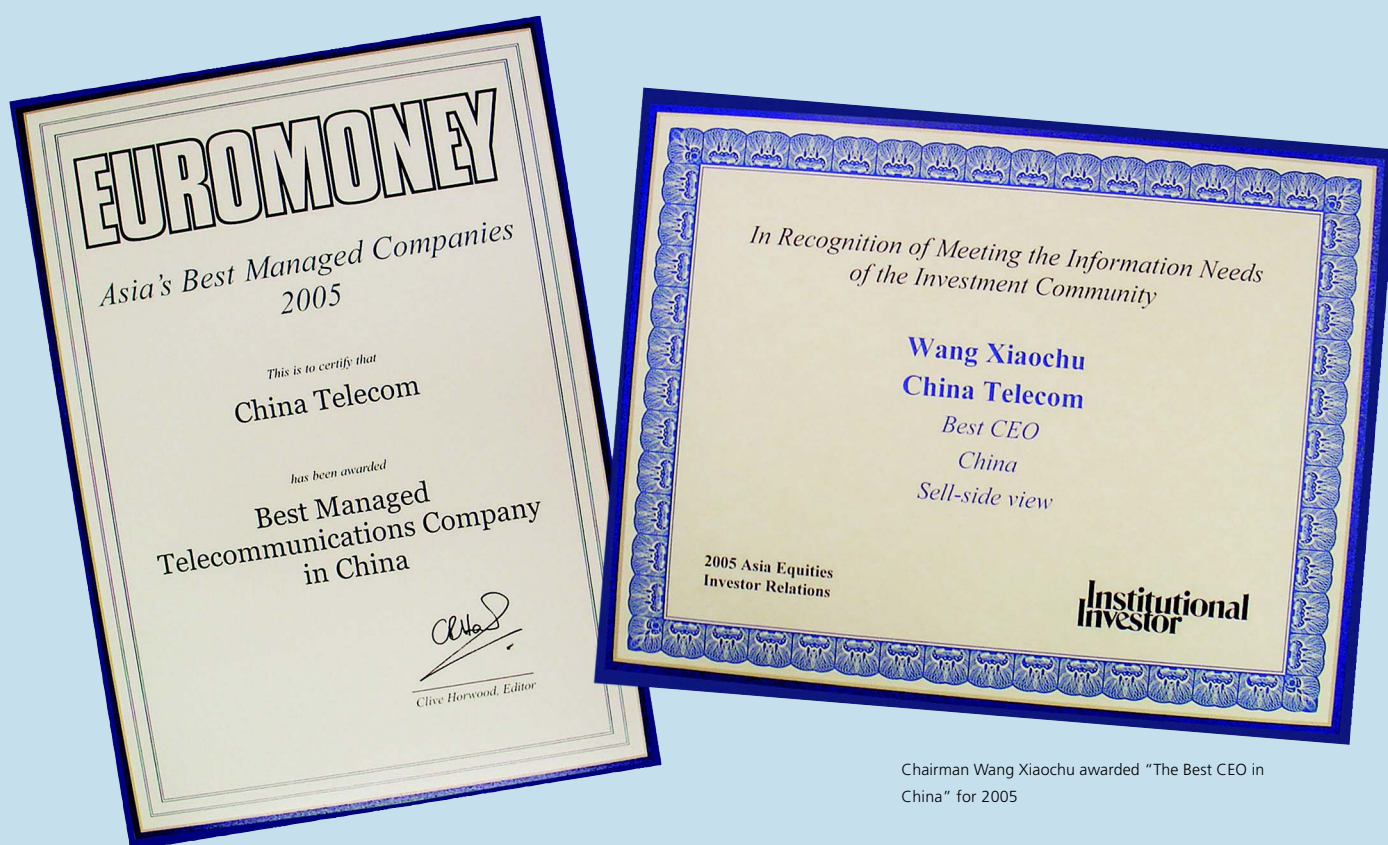 EUROMONEY
Asia's Best Managed Companies
2005
This is to certify that
China Telecom
has been awarded
Best Managed
Telecommunications Company
in China
Clive Horwood, Editor
In Recognition of Meeting the Information Needs
of the Investment Community
Wang Xiaochu
China Telecom
Best CEO
China
Sell-side view
2005 Asia Equities
Investor Relations
Institutional
Investor
Chairman Wang Xiaochu awarded “The Best CEO in
China” for 2005